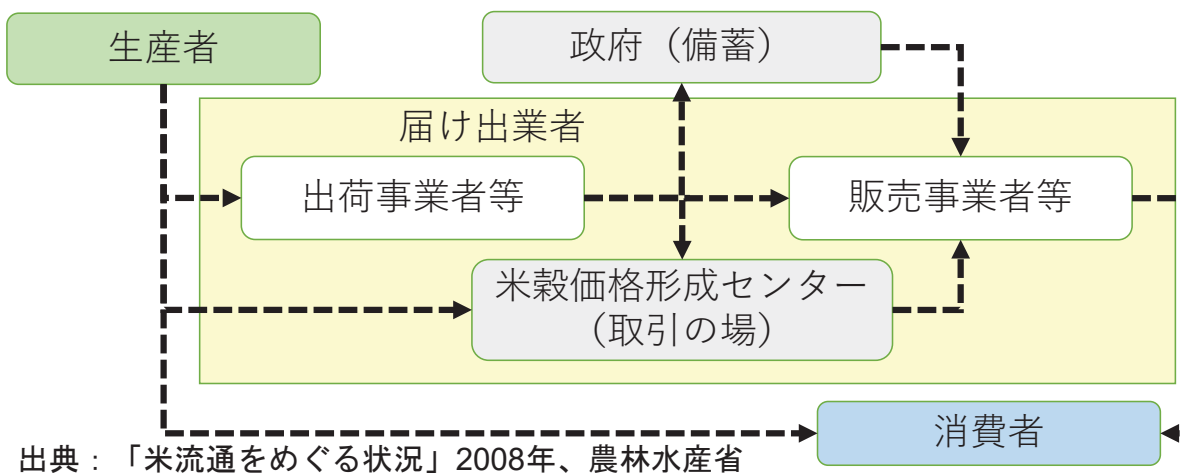 生産者
政府（備蓄）
届け出業者
出荷事業者等
販売事業者等
米穀価格形成センター
（取引の場）
消費者
出典：「米流通をめぐる状況」2008年、農林水産省